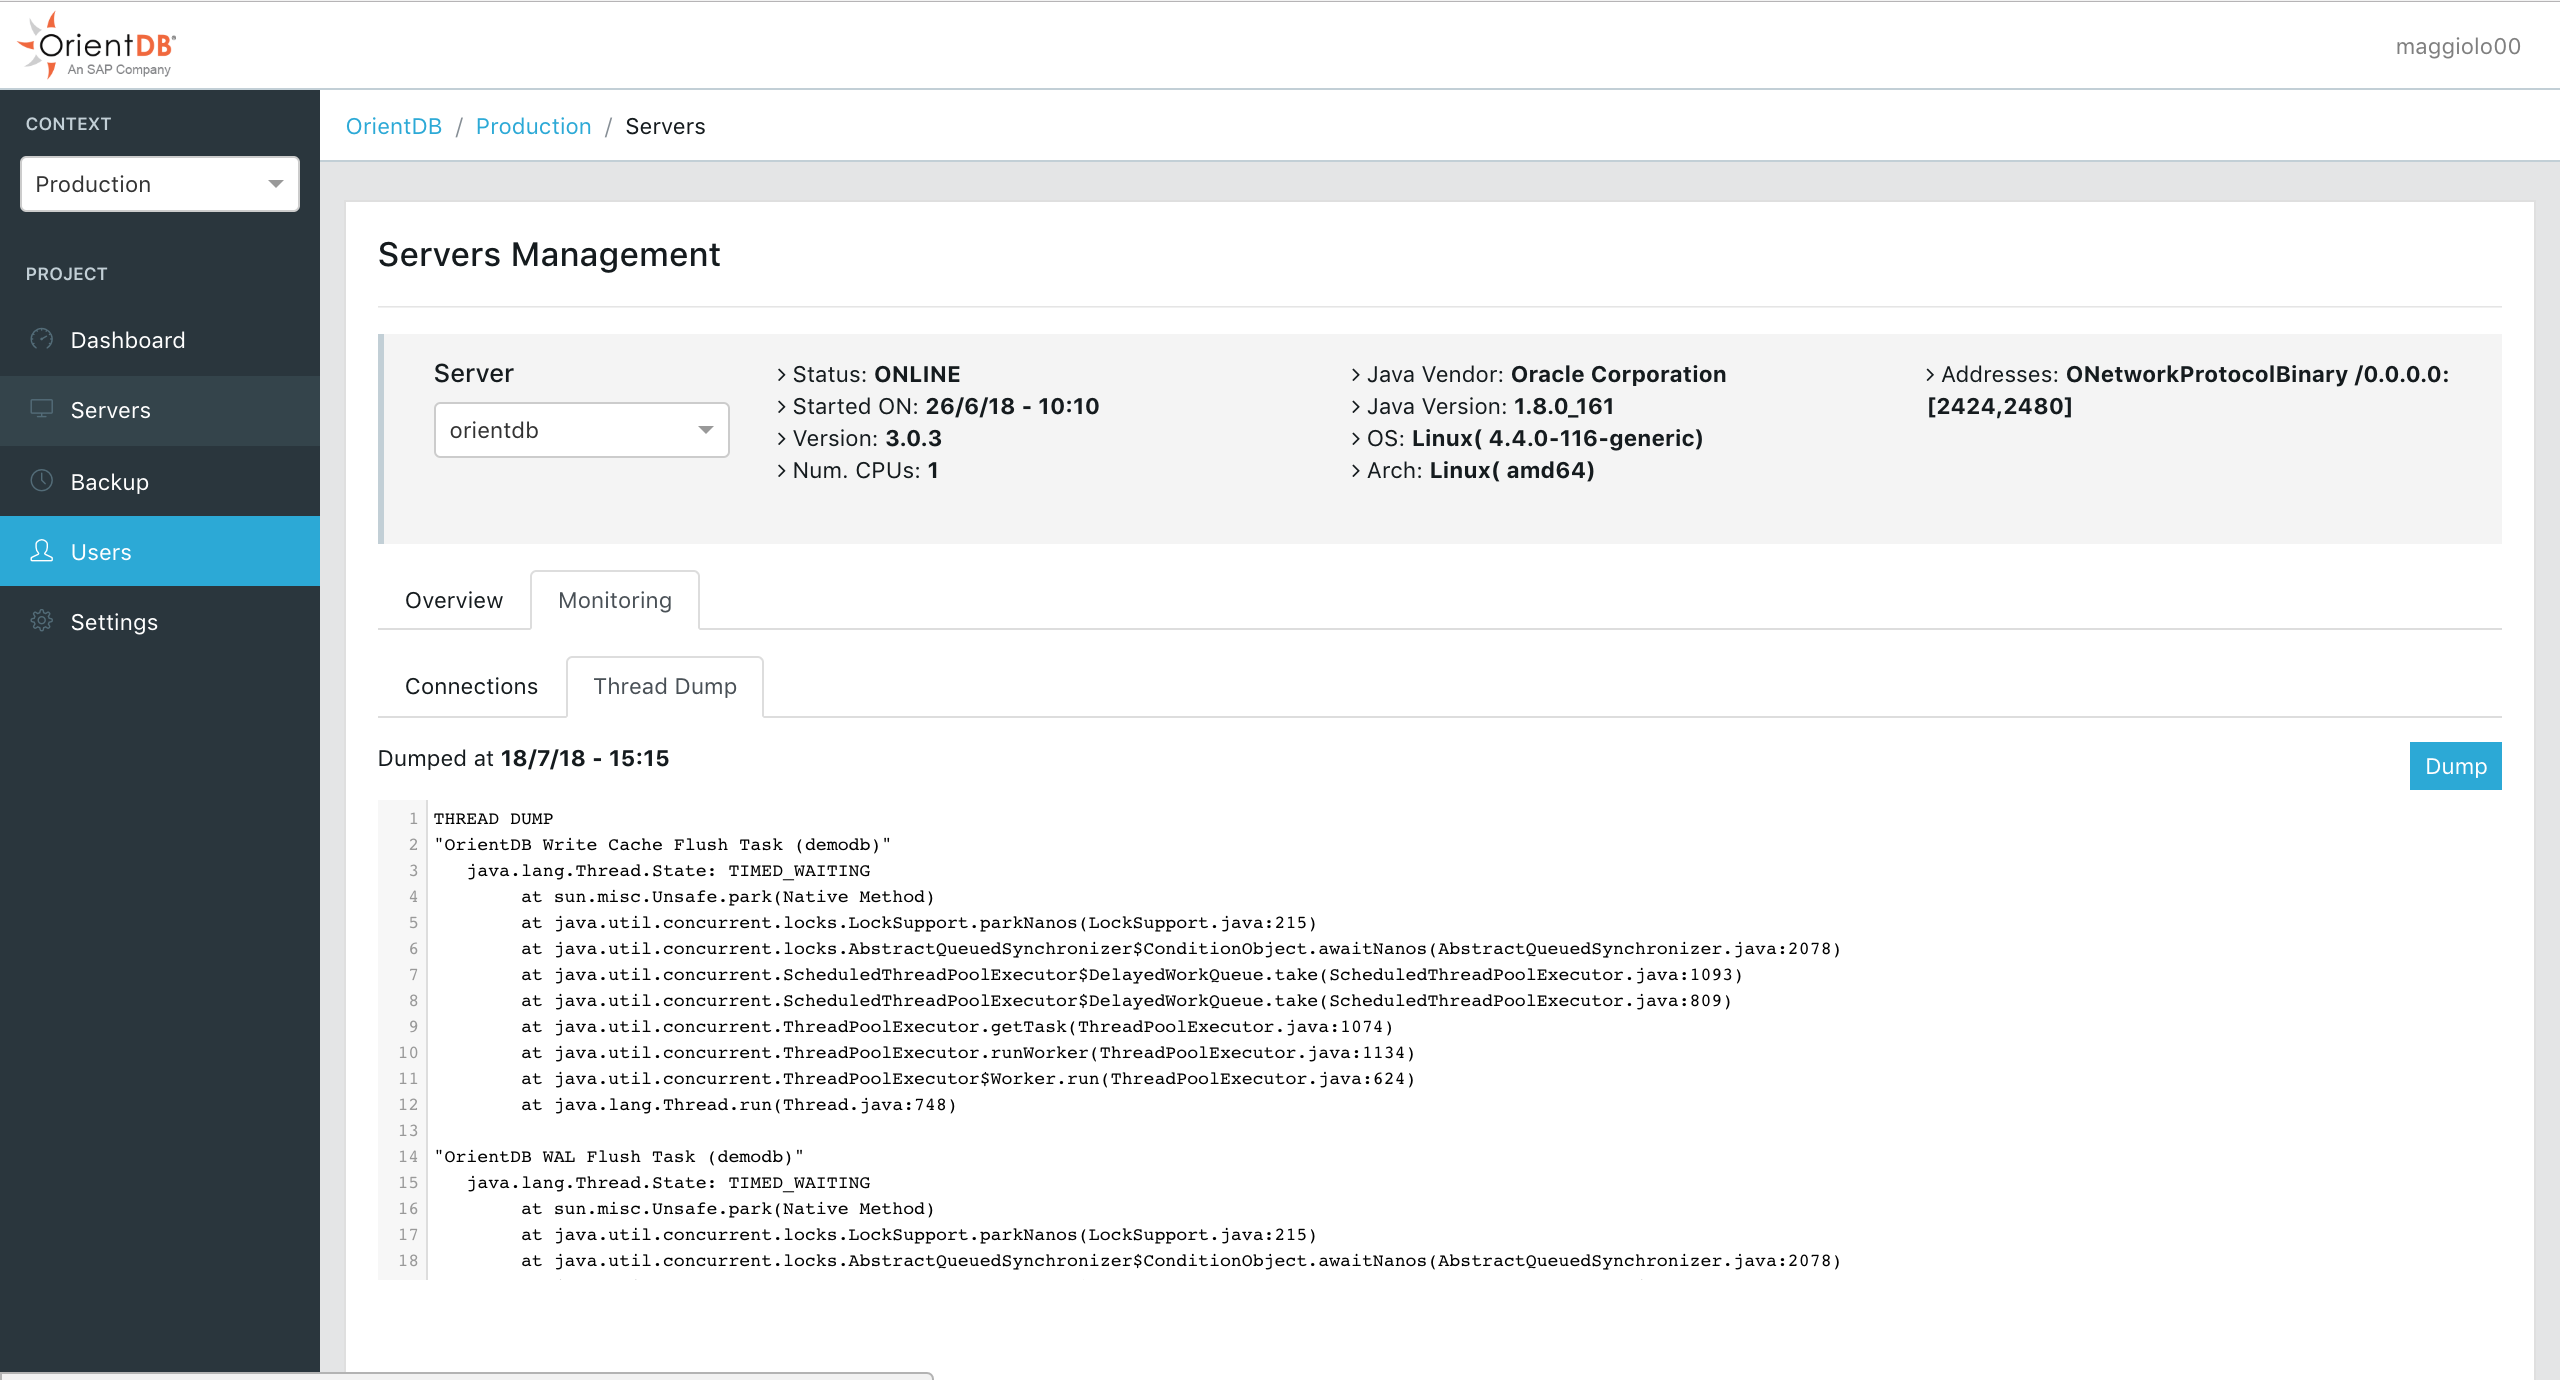 OrientDB®
An SAP Company
maggiolo00
CONTEXT
Production
PROJECT
Dashboard
Servers
Backup
Users
Settings
OrientDB / Production / Servers
Servers Management
Server
orientdb
> Status: ONLINE
> Started ON: 26/6/18 - 10:10
> Version: 3.0.3
> Num. CPUs: 1
> Java Vendor: Oracle Corporation
> Java Version: 1.8.0_161
> OS: Linux( 4.4.0-116-generic)
> Arch: Linux( amd64)
> Addresses: ONetworkProtocolBinary /0.0.0.0:
[2424,2480]
Overview Monitoring
Connections Thread Dump
Dumped at 18/7/18 - 15:15
Dump
1 THREAD DUMP
2 "OrientDB Write Cache Flush Task (demodb)"
3 java.lang.Thread.State: TIMED_WAITING
4 at sun.misc.Unsafe.park(Native Method)
5 at java.util.concurrent.locks.LockSupport.parkNanos(LockSupport.java:215)
6 at java.util.concurrent.locks.AbstractQueuedSynchronizer$ConditionObject.awaitNanos(AbstractQueuedSynchronizer.java:2078)
7 at java.util.concurrent.ScheduledThreadPoolExecutor$DelayedWorkQueue.take(ScheduledThreadPoolExecutor.java:1093)
8 at java.util.concurrent.ScheduledThreadPoolExecutor$DelayedWorkQueue.take(ScheduledThreadPoolExecutor.java:809)
9 at java.util.concurrent.ThreadPoolExecutor.getTask(ThreadPoolExecutor.java:1074)
10 at java.util.concurrent.ThreadPoolExecutor.runWorker(ThreadPoolExecutor.java:1134)
11 at java.util.concurrent.ThreadPoolExecutor$Worker.run(ThreadPoolExecutor.java:624)
12 at java.lang.Thread.run(Thread.java:748)
13
14 "OrientDB WAL Flush Task (demodb)"
15 java.lang.Thread.State: TIMED_WAITING
16 at sun.misc.Unsafe.park(Native Method)
17 at java.util.concurrent.locks.LockSupport.parkNanos(LockSupport.java:215)
18 at java.util.concurrent.locks.AbstractQueuedSynchronizer$ConditionObject.awaitNanos(AbstractQueuedSynchronizer.java:2078)